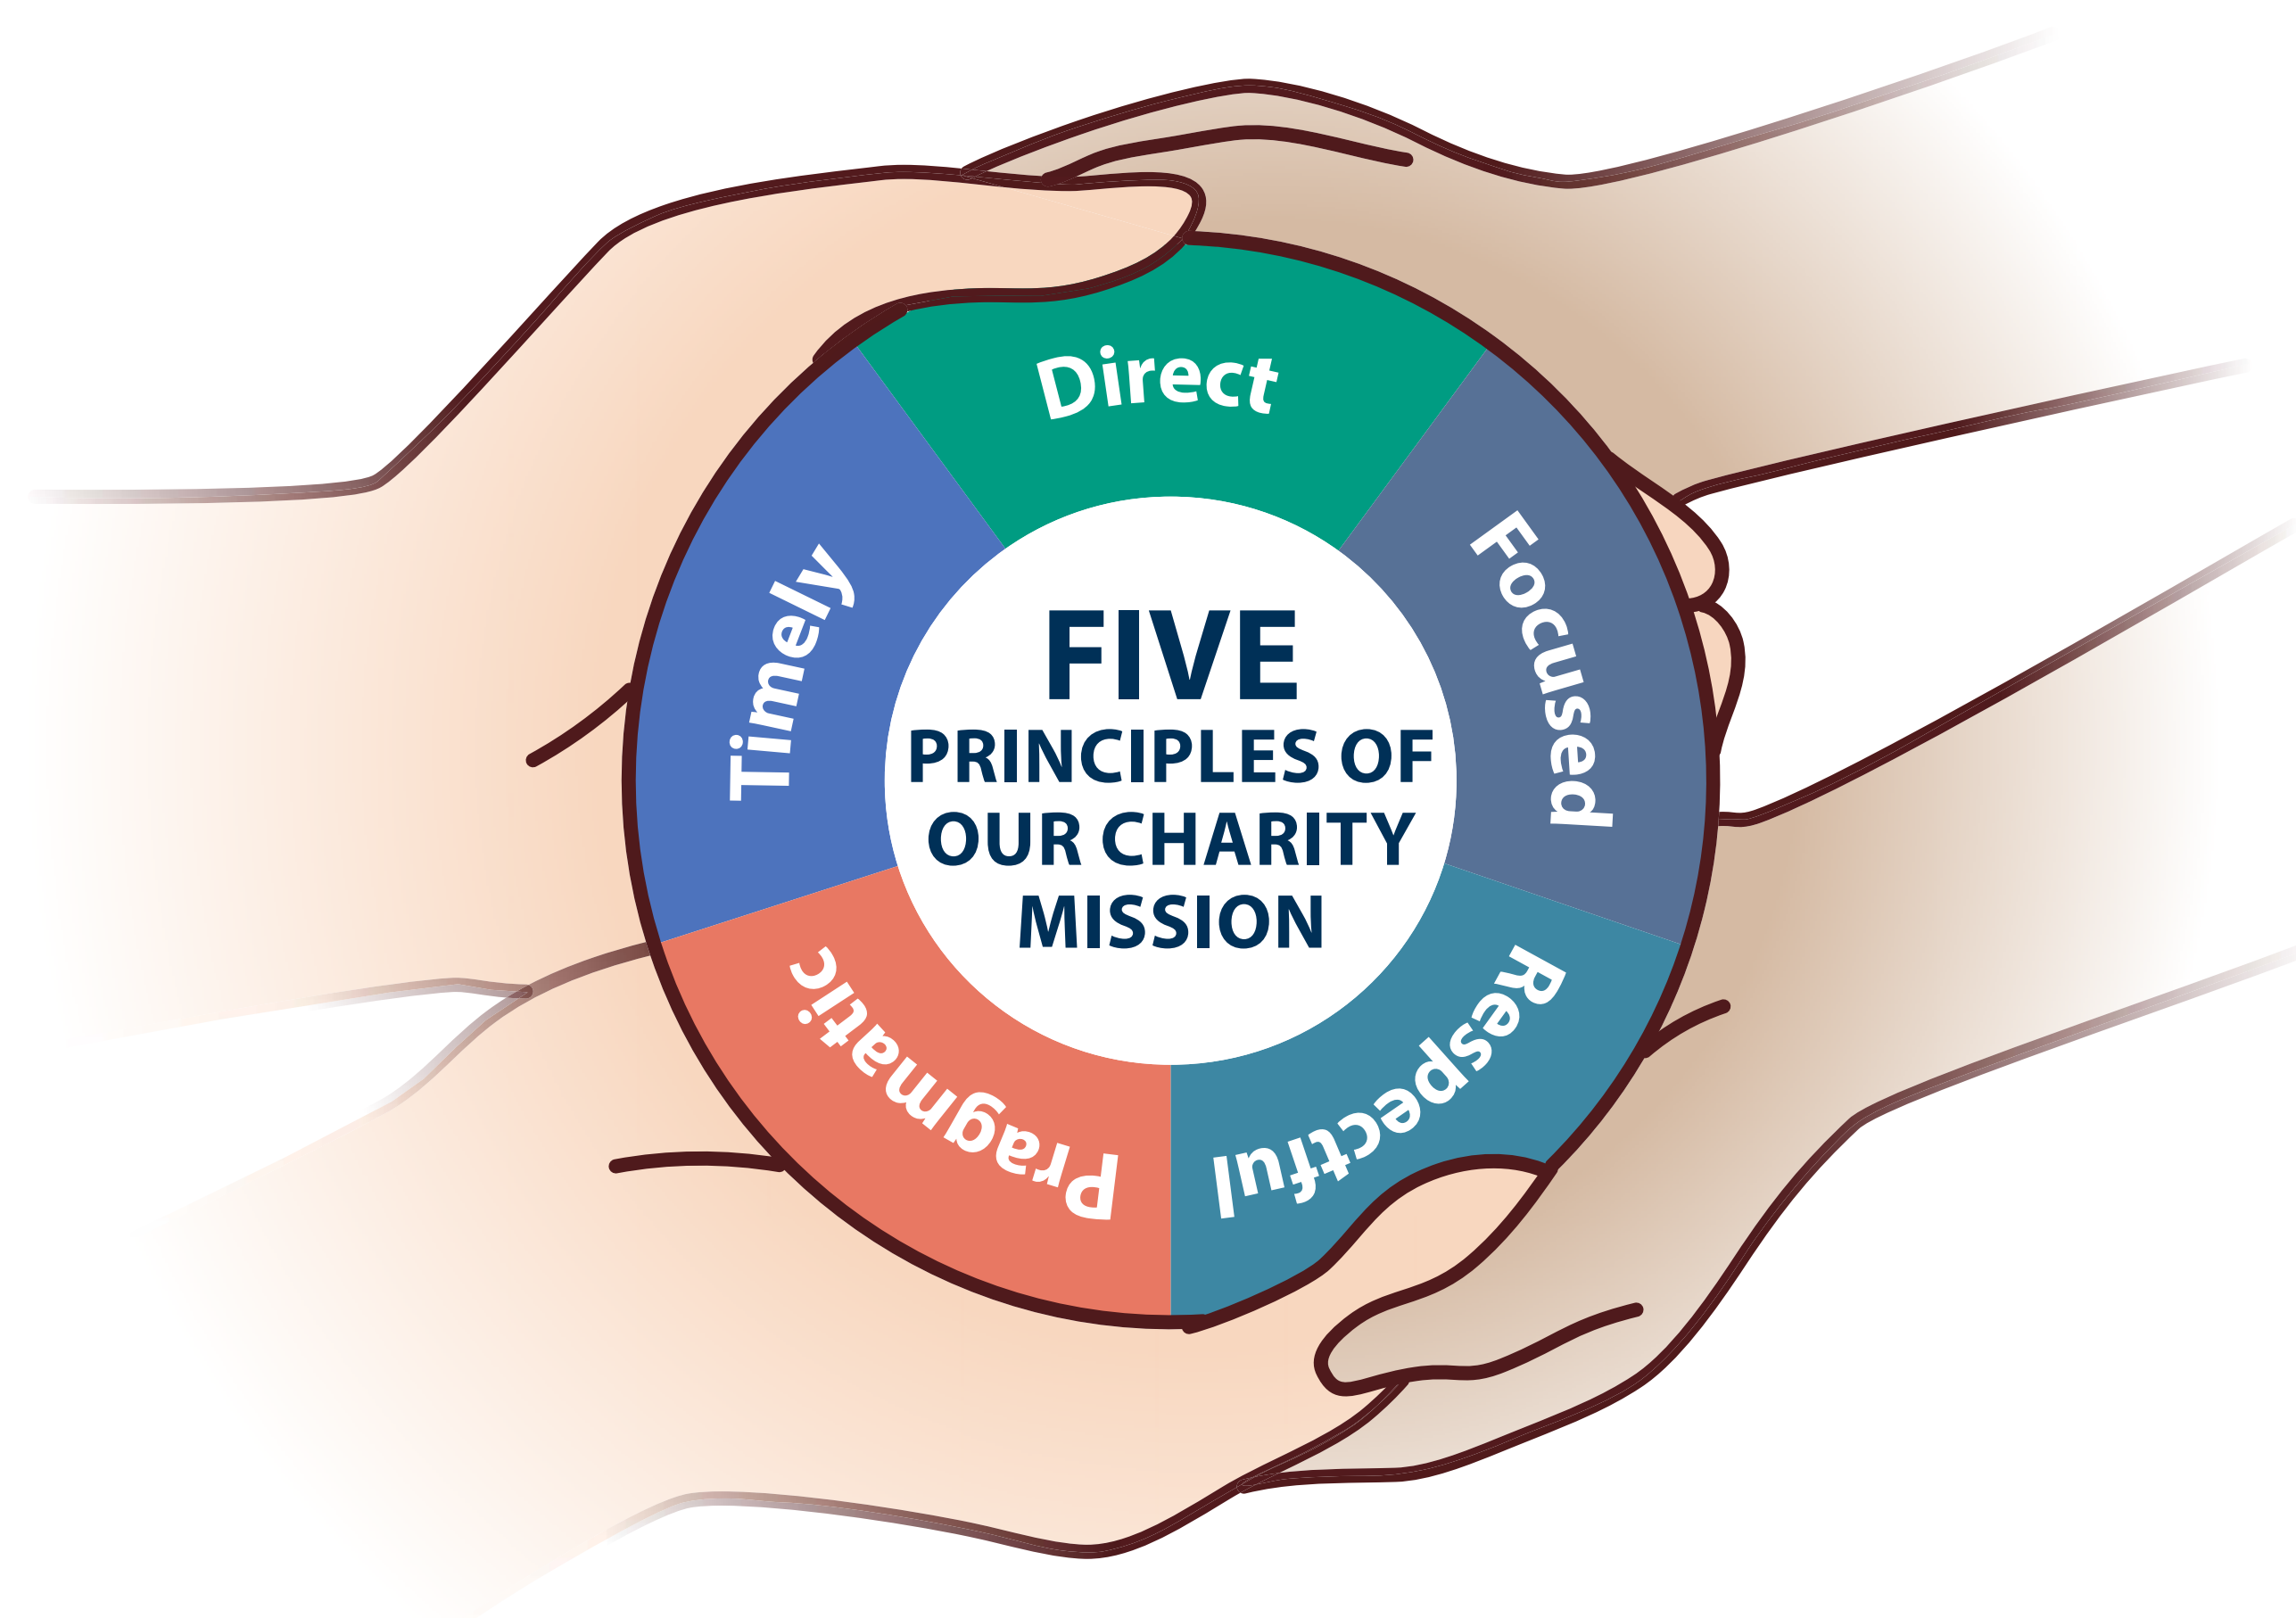 Direct
Focused
Respectful
Pragmatic
Timely
FIVE
PRINCIPLES OF
OUR CHARITY
MISSION